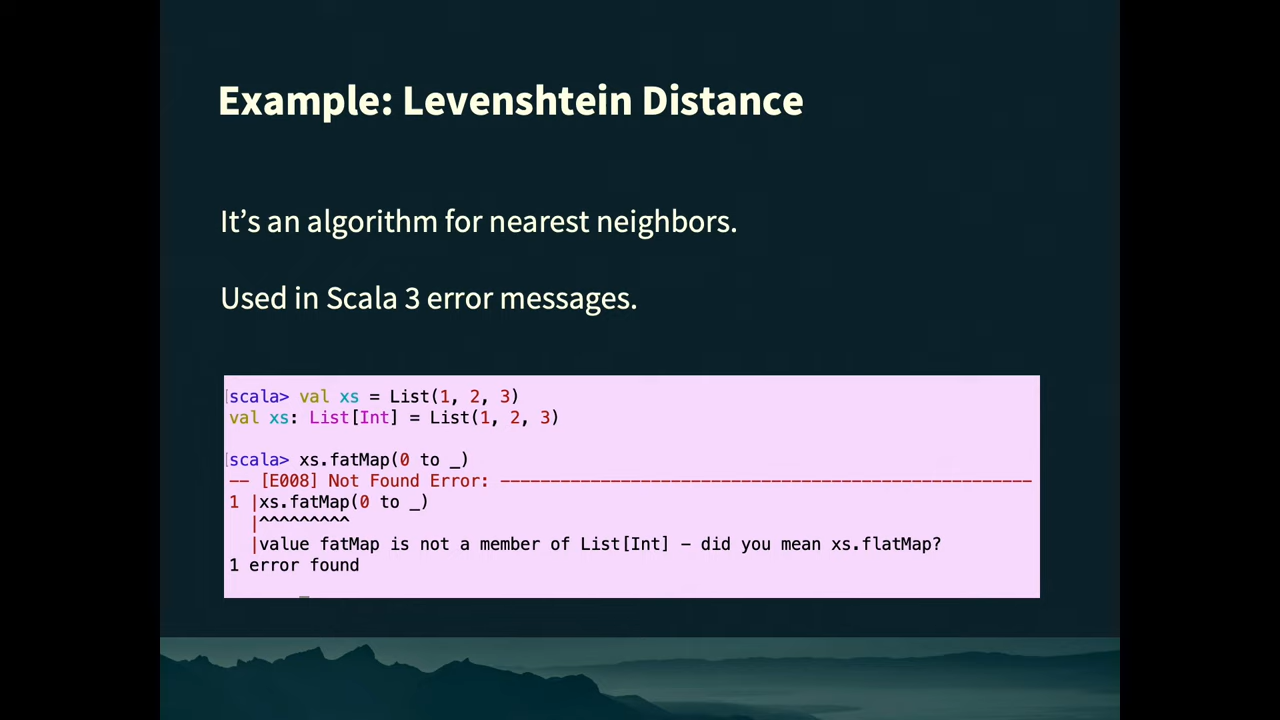 Example: Levenshtein Distance
It’s an algorithm for nearest neighbors.
Used in Scala 3 error messages.
[scala> val xs = List(1, 2, 3)
val xs: List[Int] = List(1, 2, 3)
[scala> xs.fatMap(0 to _)
-- [E008] Not Found Error: -----------------------------------------------------
1 |xs.fatMap(0 to _)
|^^^^^^^^^
|value fatMap is not a member of List[Int] - did you mean xs.flatMap?
1 error found